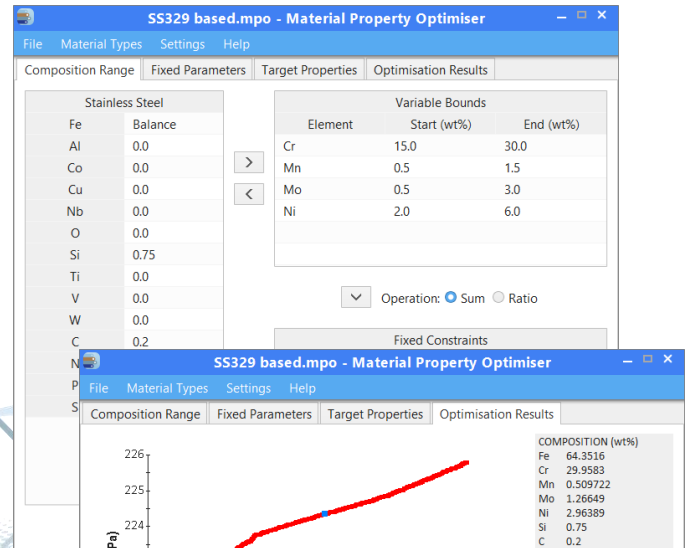 SS329 based.mpo - Material Property Optimiser
File Material Types Settings Help
Composition Range Fixed Parameters Target Properties Optimisation Results
Stainless Steel
Fe Balance
Al 0.0
Co 0.0
Cu 0.0
Nb 0.0
O 0.0
Si 0.75
Ti 0.0
V 0.0
W 0.0
C 0.2
N
P
S
>
<
Variable Bounds
Element Start (wt%) End (wt%)
Cr 15.0 30.0
Mn 0.5 1.5
Mo 0.5 3.0
Ni 2.0 6.0
Operation: Sum Ratio
Fixed Constraints
SS329 based.mpo - Material Property Optimiser
File Material Types Settings Help
Composition Range Fixed Parameters Target Properties Optimisation Results
226
225
224
Pa)
COMPOSITION (wt%)
Fe 64.3516
Cr 29.9583
Mn 0.509722
Mo 1.26649
Ni 2.96389
Si 0.75
C 0.2